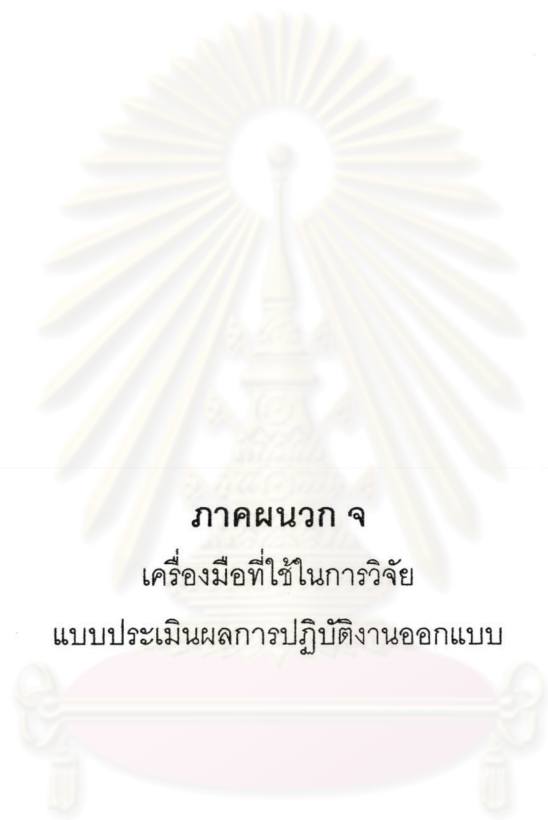 ภาคผนวก จ
เครื่องมือที่ใช้ในการวิจัย
แบบประเมินผลการปฏิบัติงานออกแบบ